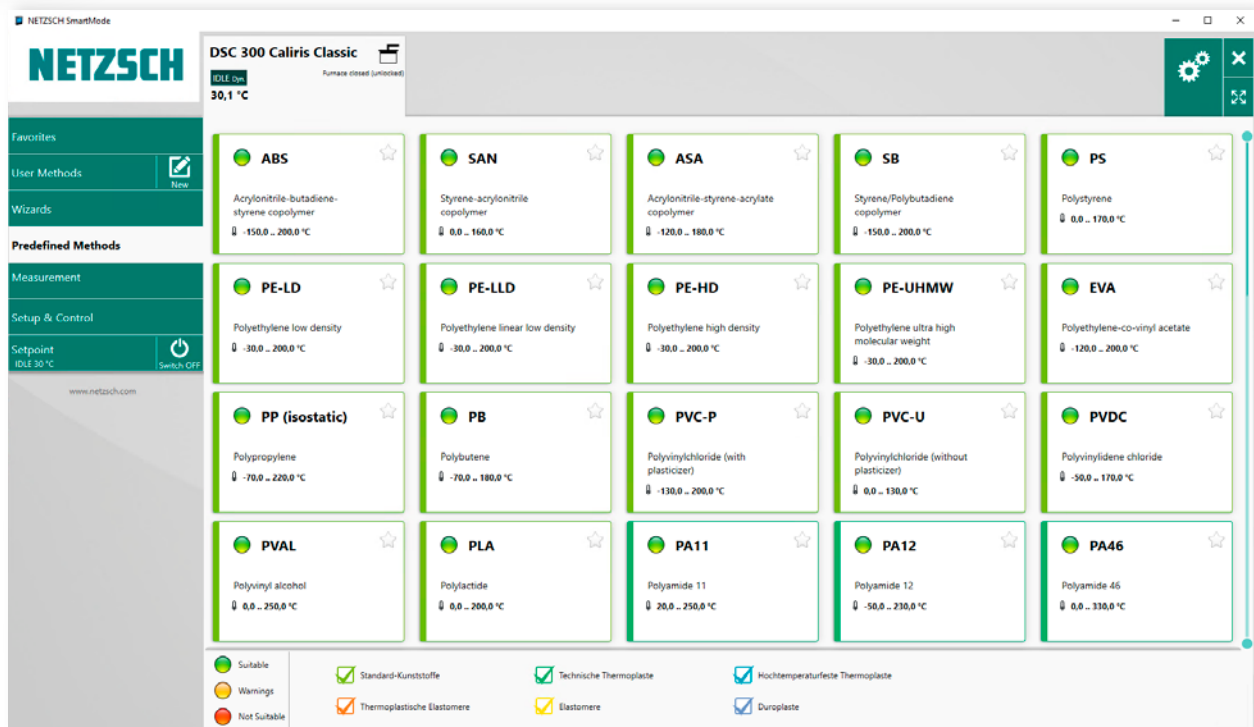 NETZSCH SmartMode
NETZSCH
DSC 300 Caliris Classic
IDLE Dyn.
Furnace closed (unlocked)
30,1 °C
Favorites
User Methods
New
Wizards
Predefined Methods
Measurement
Setup & Control
Setpoint
IDLE 30 °C
Switch OFF
www.netzsch.com
ABS
Acrylonitrile-butadiene-
styrene copolymer
-150,0 .. 200,0 °C
SAN
Styrene-acrylonitrile
copolymer
0,0 .. 160,0 °C
ASA
Acrylonitrile-styrene-acrylate
copolymer
-120,0 .. 180,0 °C
SB
Styrene/Polybutadiene
copolymer
-150,0 .. 200,0 °C
PS
Polystyrene
0,0 .. 170,0 °C
PE-LD
Polyethylene low density
-30,0 .. 200,0 °C
PE-LLD
Polyethylene linear low density
-30,0 .. 200,0 °C
PE-HD
Polyethylene high density
-30,0 .. 200,0 °C
PE-UHMW
Polyethylene ultra high
molecular weight
-30,0 .. 200,0 °C
EVA
Polyethylene-co-vinyl acetate
-120,0 .. 200,0 °C
PP (isostatic)
Polypropylene
-70,0 .. 220,0 °C
PB
Polybutene
-70,0 .. 180,0 °C
PVC-P
Polyvinylchloride (with
plasticizer)
-130,0 .. 200,0 °C
PVC-U
Polyvinylchloride (without
plasticizer)
0,0 .. 130,0 °C
PVDC
Polyvinylidene chloride
-50,0 .. 170,0 °C
PVAL
Polyvinyl alcohol
0,0 .. 250,0 °C
PLA
Polylactide
0,0 .. 200,0 °C
PA11
Polyamide 11
20,0 .. 250,0 °C
PA12
Polyamide 12
-50,0 .. 230,0 °C
PA46
Polyamide 46
0,0 .. 330,0 °C
Suitable
Warnings
Not Suitable
Standard-Kunststoffe
Technische Thermoplaste
Hochtemperaturfeste Thermoplaste
Thermoplastische Elastomere
Elastomere
Duroplaste